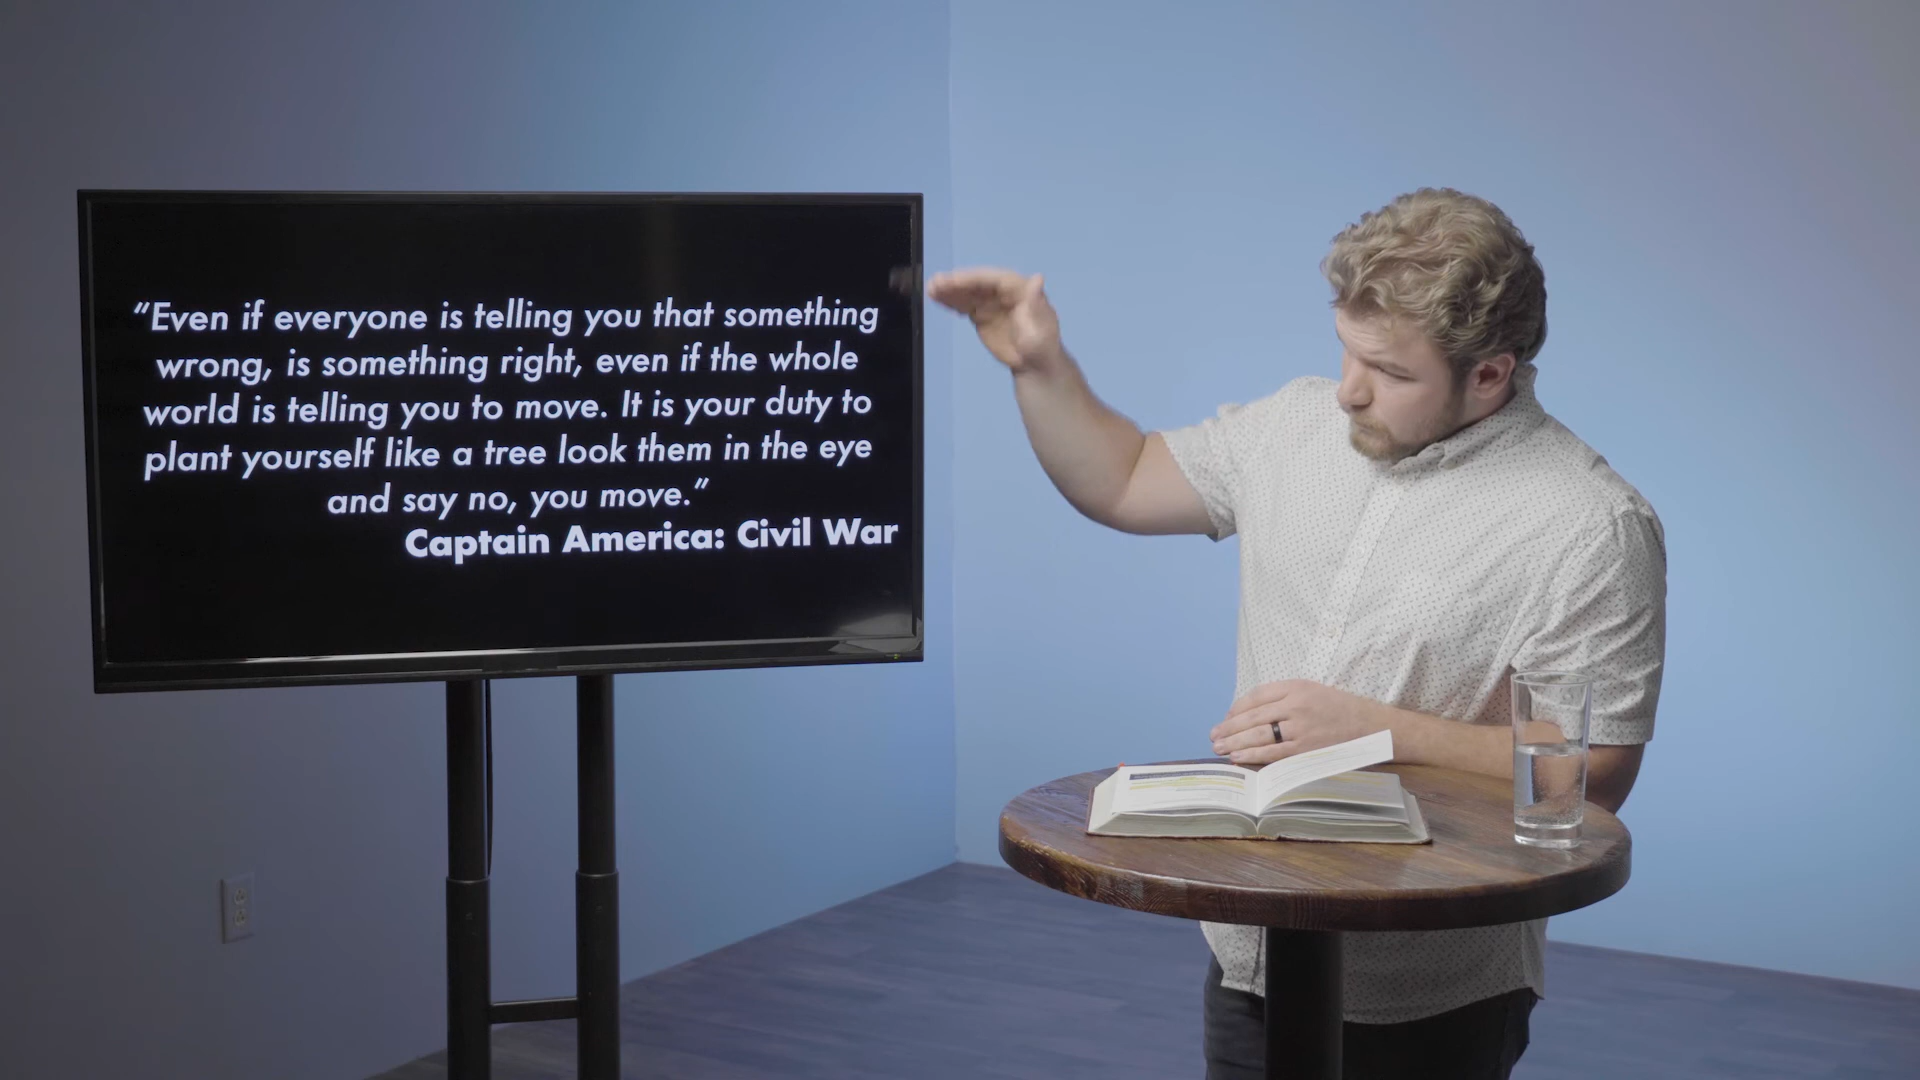 “Even if everyone is telling you that something
wrong, is something right, even if the whole
world is telling you to move. It is your duty to
plant yourself like a tree look them in the eye
and say no, you move.”
Captain America: Civil War